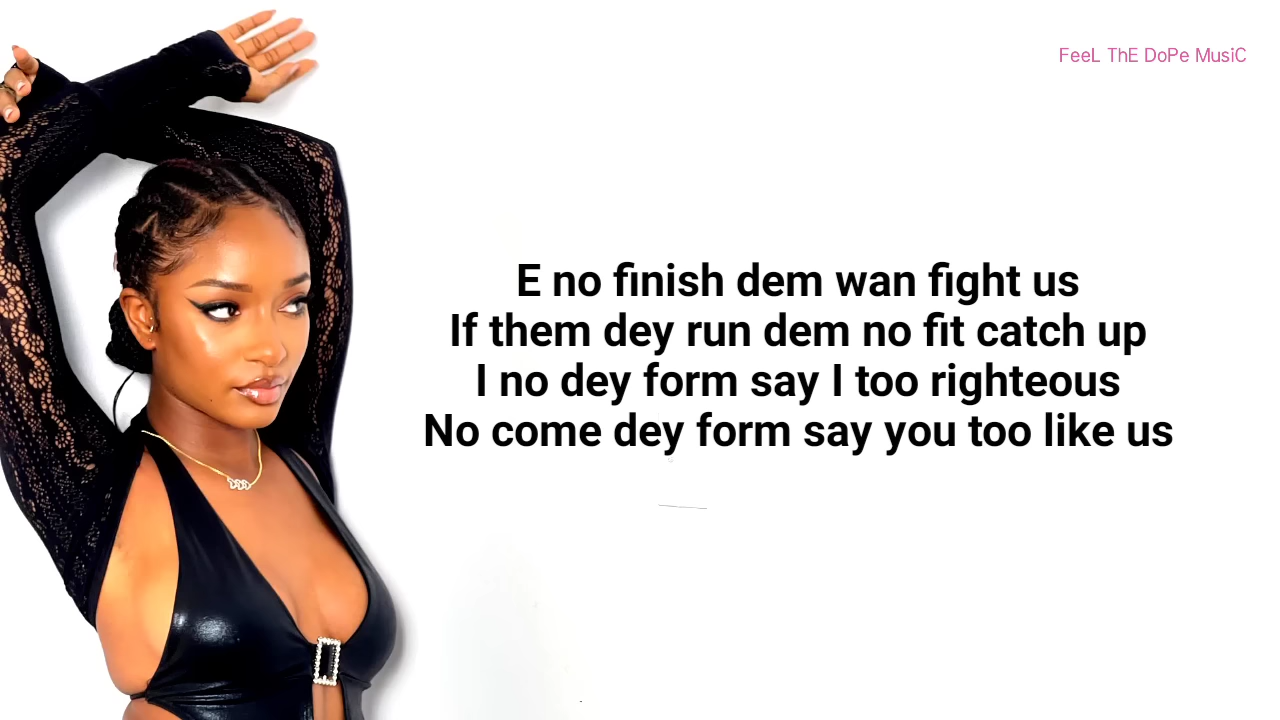 FeeL ThE DoPe MusiC
E no finish dem wan fight us
If them dey run dem no fit catch up
I no dey form say I too righteous
No come dey form say you too like us